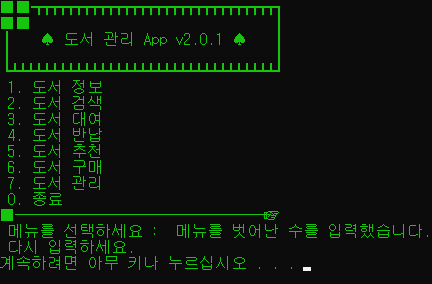 ♠ 도서 관리 App v2.0.1 ♠
1. 도서 정보
2. 도서 검색
3. 도서 대여
4. 도서 반납
5. 도서 추천
6. 도서 구매
7. 도서 관리
0. 종료
메뉴를 선택하세요 : 메뉴를 벗어난 수를 입력했습니다.
다시 입력하세요.
계속하려면 아무 키나 누르십시오 . . .